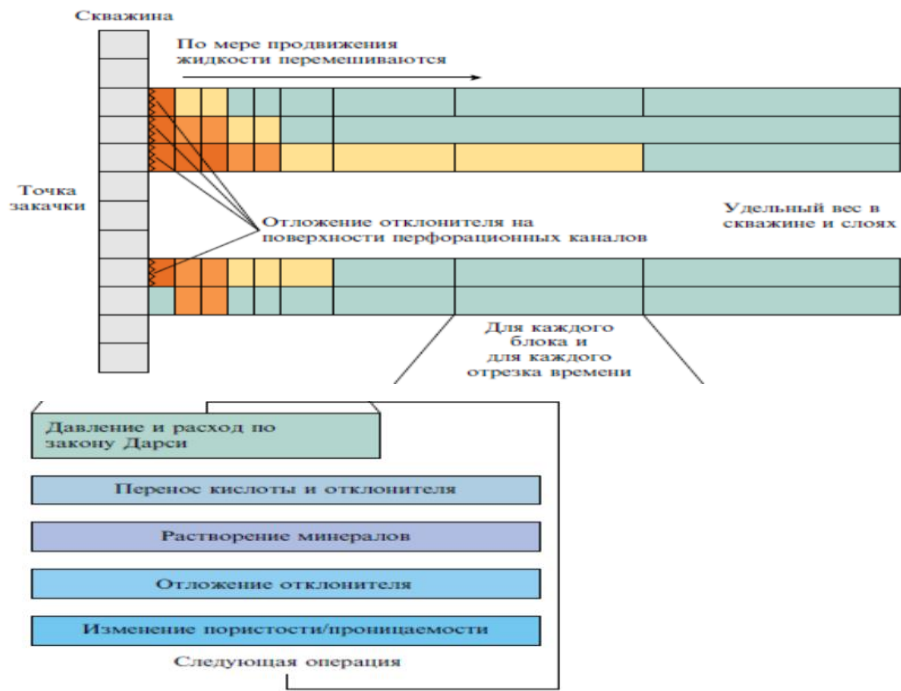 Скважина
По мере продвижения
жидкости перемешиваются
Точка
закачки
Отложение отклонителя на
поверхности перфорационных каналов
Удельный вес в
скважине и слоях
Для каждого
блока и
для каждого
отрезка времени
Давление и расход по
закону Дарси
Перенос кислоты и отклонителя
Растворение минералов
Отложение отклонителя
Изменение пористости/проницаемости
Следующая операция